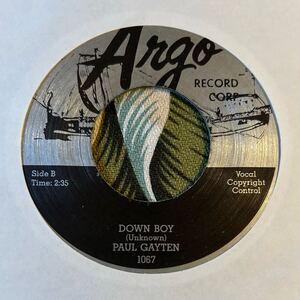 Argo
RECORD
CORP
Side B
Time: 2:35
Vocal
Copyright
Control
DOWN BOY
(Unknown)
PAUL GAYTEN
1067